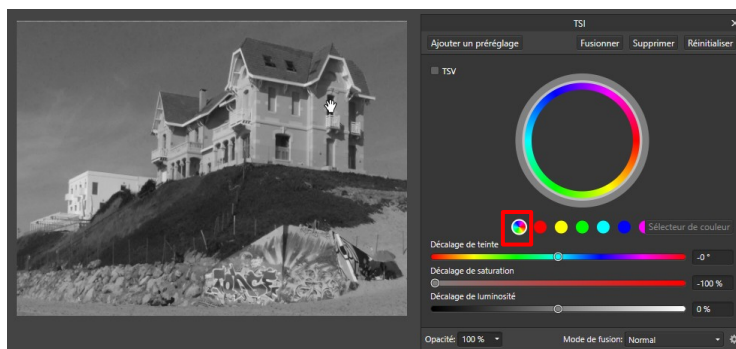 TSI
Ajouter un préréglage Fusionner Supprimer Réinitialiser
TSV
Sélecteur de couleur
Décalage de teinte
-0 °
Décalage de saturation
-100 %
Décalage de luminosité
0 %
Opacité: 100 % Mode de fusion: Normal